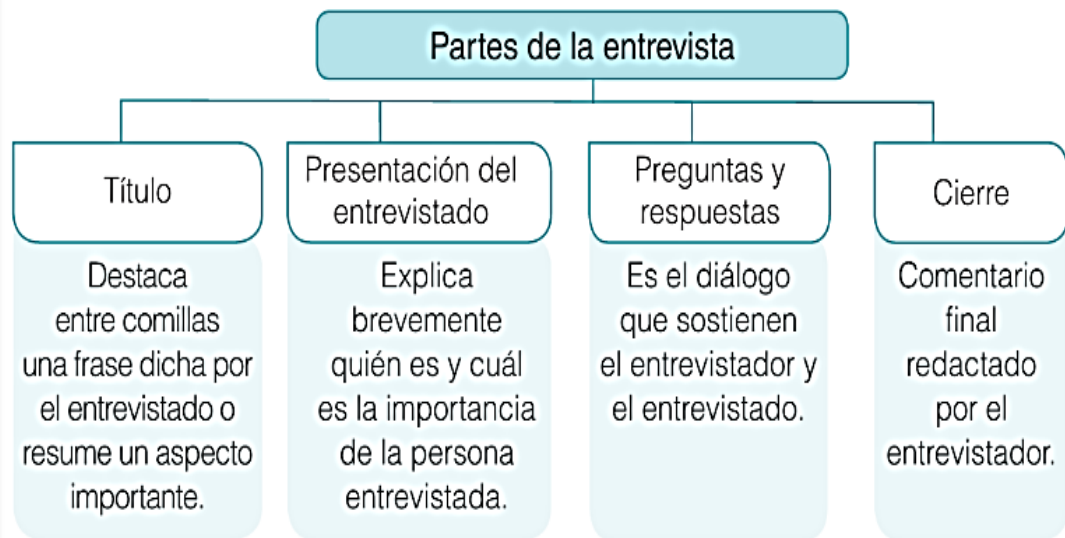 Partes de la entrevista
Título
Destaca
entre comillas
una frase dicha por
el entrevistado o
resume un aspecto
importante.
Presentación del
entrevistado
Explica
brevemente
quién es y cuál
es la importancia
de la persona
entrevistada.
Preguntas y
respuestas
Es el diálogo
que sostienen
el entrevistador y
el entrevistado.
Cierre
Comentario
final
redactado
por el
entrevistador.